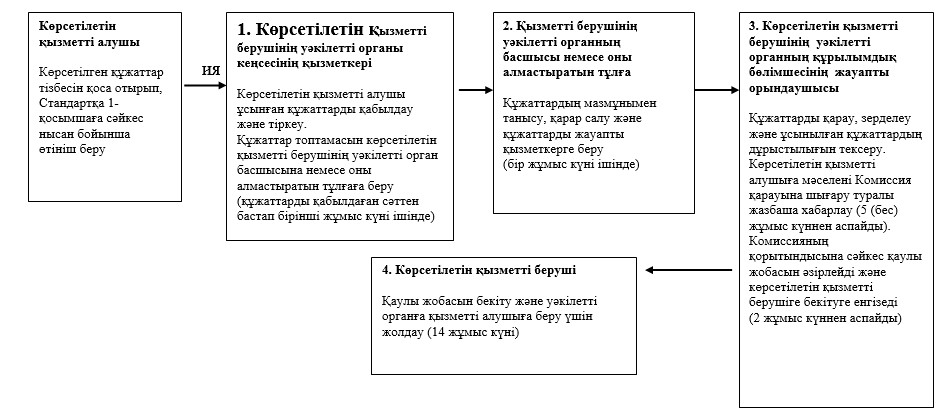 Көрсетілетін
қызметті алушы
Көрсетілген құжаттар
тізбесін қоса отырып,
Стандартқа 1-
қосымшаға сәйкес
нысан бойынша
өтініш беру
ИЯ
1. Көрсетілетін Қызметті
берушінің уәкілетті органы
кеңсесінің қызметкері
Көрсетілетін қызметті алушы
ұсынған құжаттарды қабылдау
және тіркеу.
Құжаттар топтамасын көрсетілетін
қызметті берушінің уәкілетті орган
басшысына немесе оны
алмастыратын тұлғаға беру
(құжаттарды қабылдаған сәттен
бастап бірінші жұмыс күні ішінде)
2. Қызметті берушінің
уәкілетті органның
басшысы немесе оны
алмастыратын тұлға
Құжаттардың мазмұнымен
танысу, қарар салу және
құжаттарды жауапты
қызметкерге беру
(бір жұмыс күні ішінде)
3. Көрсетілетін қызметті
берушінің уәкілетті
органның құрылымдық
бөлімшесінің жауапты
орындаушысы
Құжаттарды қарау, зерделеу
және ұсынылған құжаттардың
дұрыстылығын тексеру.
Көрсетілетін қызметті
алушыға мәселені Комиссия
қарауына шығару туралы
жазбаша хабарлау (5 (бес)
жұмыс күннен аспайды).
Комиссияның
қорытындысына сәйкес қаулы
жобасын әзірлейді және
көрсетілетін қызметті
берушіге бекітуге енгізеді
(2 жұмыс күннен аспайды)
4. Көрсетілетін қызметті беруші
Қаулы жобасын бекіту және уәкілетті
органға қызметті алушыға беру үшін
жолдау (14 жұмыс күні)